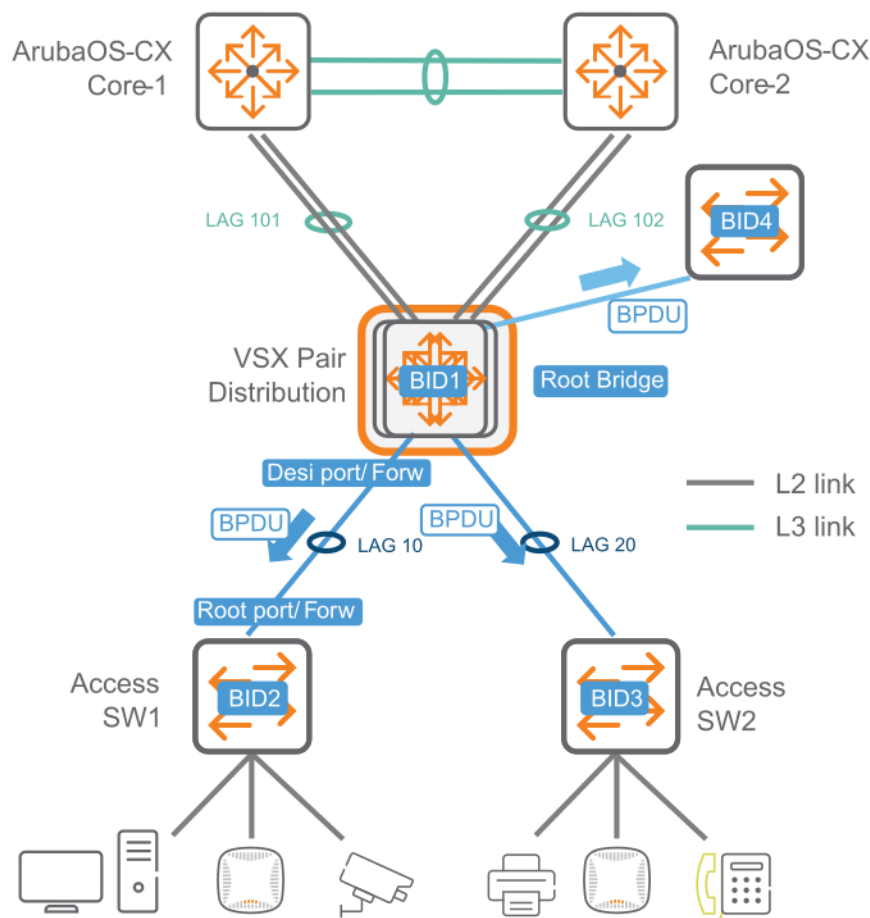 ArubaOS-CX
Core-1
ArubaOS-CX
Core-2
LAG 101
LAG 102
BID4
BPDU
VSX Pair
Distribution
BID1
Root Bridge
Desi port/ Forw
L2 link
L3 link
BPDU
BPDU
LAG 10
LAG 20
Root port/ Forw
Access
SW1
BID2
BID3
Access
SW2